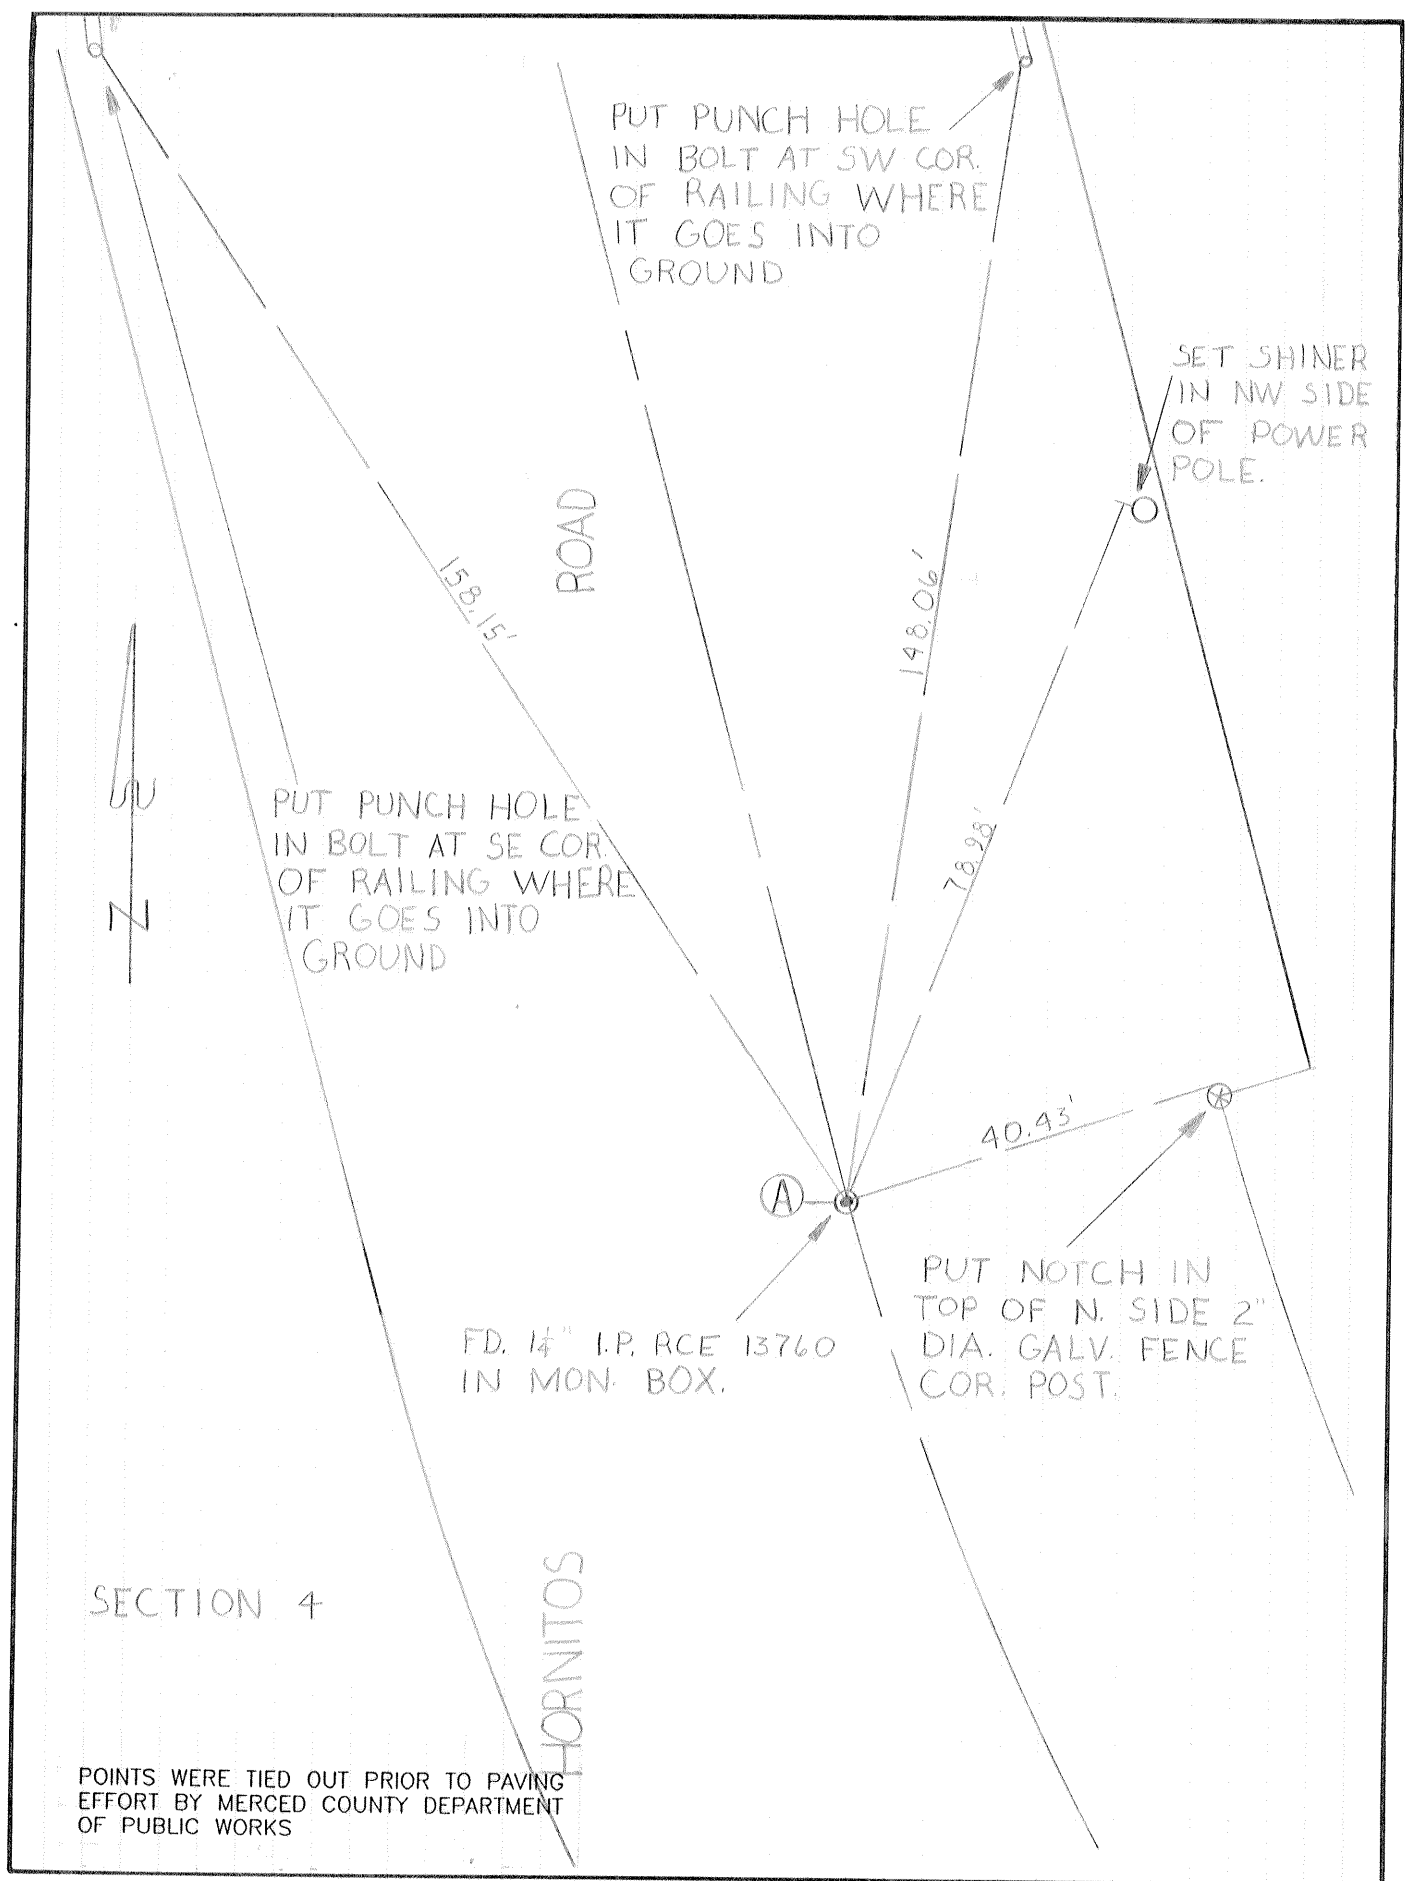 PUT PUNCH HOLE
IN BOLT AT SW COR.
OF RAILING WHERE
IT GOES INTO
GROUND
SET SHINER
IN NW SIDE
OF POWER
POLE.
ROAD
158.15'
148.06'
78.98'
PUT PUNCH HOLE
IN BOLT AT SE COR.
OF RAILING WHERE
IT GOES INTO
GROUND
N
40.43'
A
FD. 1¼" I.P. RCE 13760
IN MON. BOX.
PUT NOTCH IN
TOP OF N. SIDE 2"
DIA. GALV. FENCE
COR. POST.
SECTION 4
HORNITOS
POINTS WERE TIED OUT PRIOR TO PAVING
EFFORT BY MERCED COUNTY DEPARTMENT
OF PUBLIC WORKS